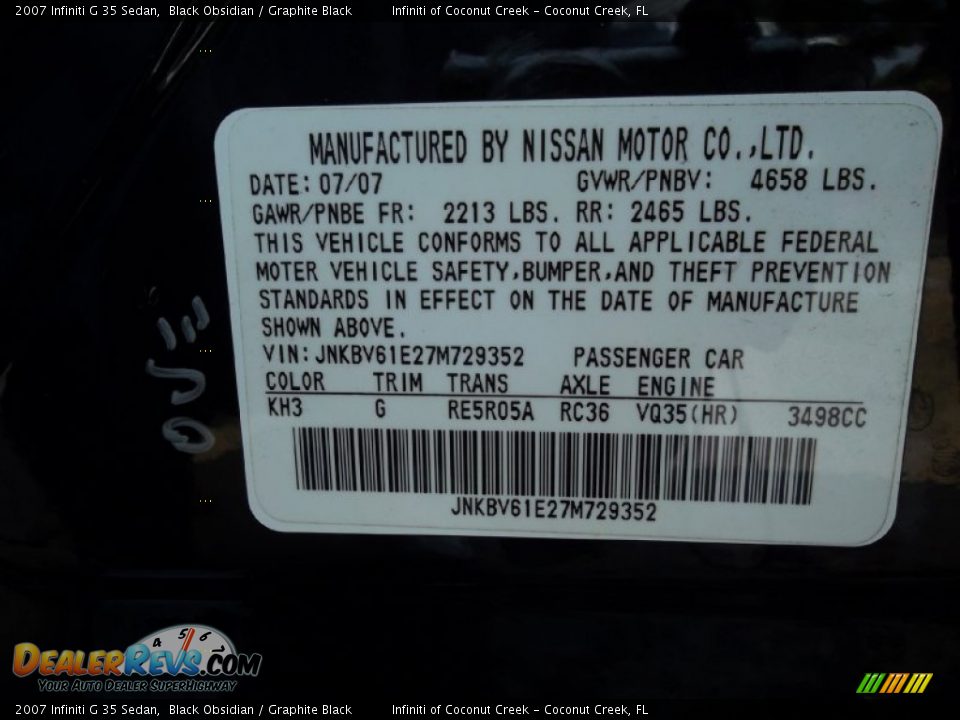 2007 Infiniti G 35 Sedan, Black Obsidian / Graphite Black Infiniti of Coconut Creek - Coconut Creek, FL
MANUFACTURED BY NISSAN MOTOR CO.,LTD.
DATE: 07/07 GVWR/PNBV: 4658 LBS.
GAWR/PNBE FR: 2213 LBS. RR: 2465 LBS.
THIS VEHICLE CONFORMS TO ALL APPLICABLE FEDERAL
MOTER VEHICLE SAFETY,BUMPER,AND THEFT PREVENTION
STANDARDS IN EFFECT ON THE DATE OF MANUFACTURE
SHOWN ABOVE.
VIN: JNKBV61E27M729352 PASSENGER CAR
COLOR TRIM TRANS AXLE ENGINE
KH3 G RE5R05A RC36 VQ35(HR) 3498CC
JNKBV61E27M729352
4 5 6
DEALERREVS.COM
YOUR AUTO DEALER SUPERHIGHWAY
2007 Infiniti G 35 Sedan, Black Obsidian / Graphite Black Infiniti of Coconut Creek - Coconut Creek, FL